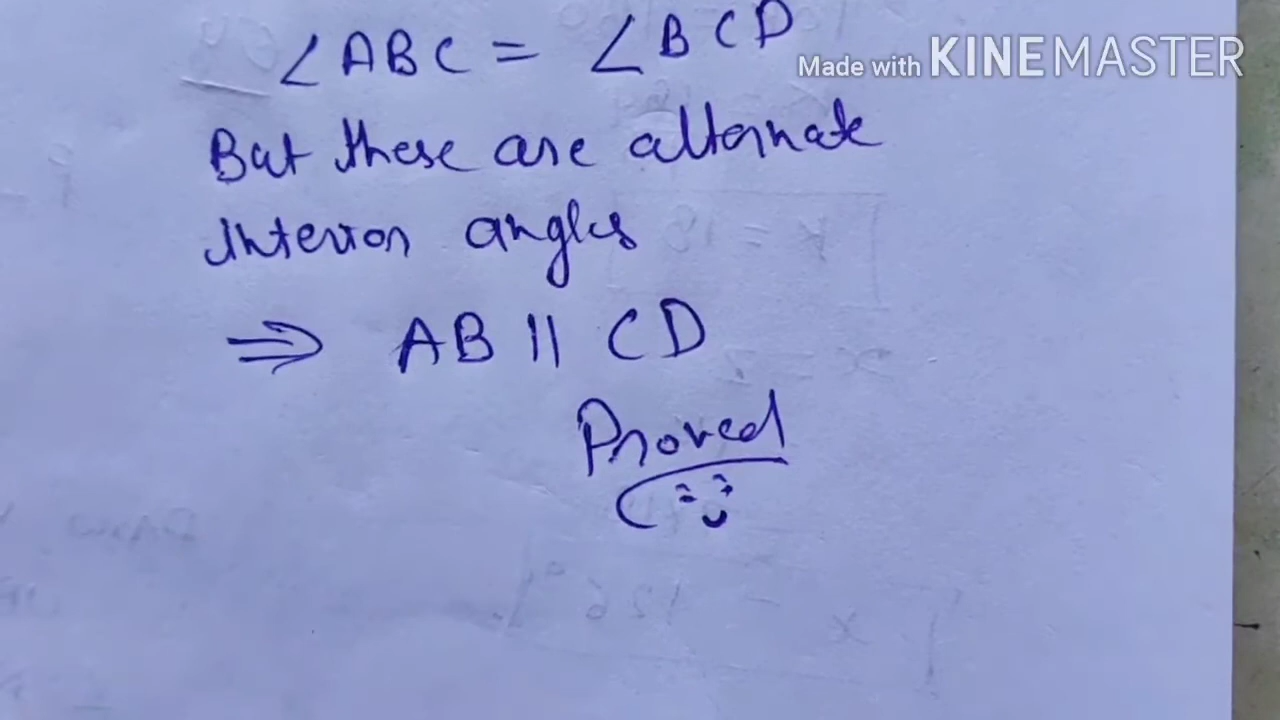 ∠ABC = ∠BCD
Made with KINEMASTER
But these are alternate
interior angles
⇒ AB || CD
Proved